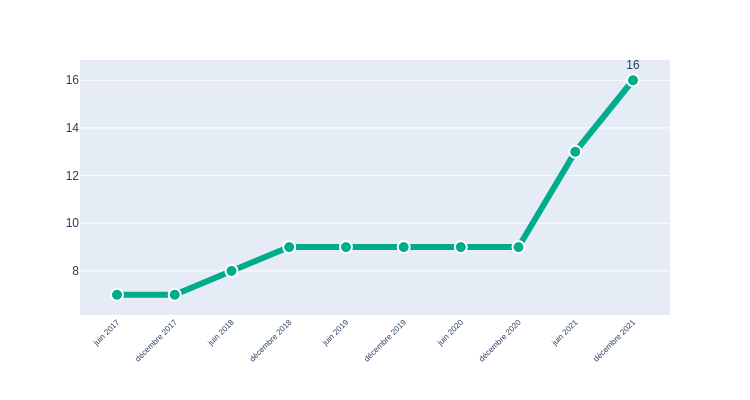 16
16
14
12
10
8
juin 2017
décembre 2017
juin 2018
décembre 2018
juin 2019
décembre 2019
juin 2020
décembre 2020
juin 2021
décembre 2021